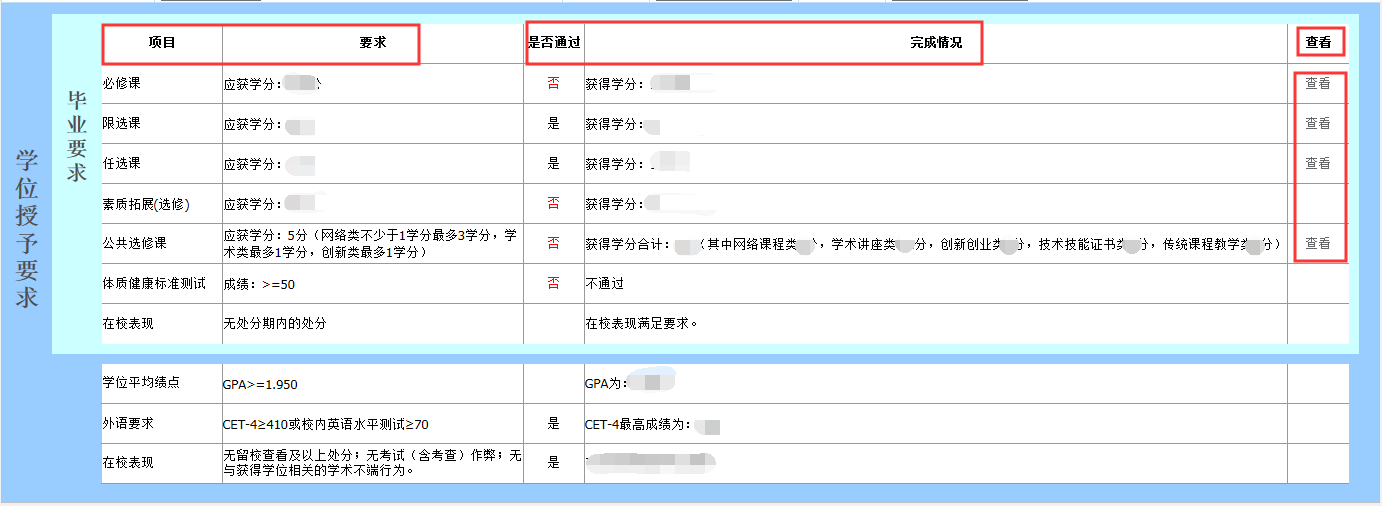 学位授予要求
毕业要求
项目 要求 是否通过 完成情况 查看
必修课 应获学分： 否 获得学分： 查看
限选课 应获学分： 是 获得学分： 查看
任选课 应获学分： 是 获得学分： 查看
素质拓展(选修) 应获学分： 否 获得学分：
公共选修课 应获学分：5分（网络类不少于1学分最多3学分，学
术类最多1学分，创新类最多1学分） 否 获得学分合计： （其中网络课程类 分，学术讲座类 分，创新创业类 分，技术技能证书类 分，传统课程教学类 分） 查看
体质健康标准测试 成绩：>=50 否 不通过
在校表现 无处分期内的处分 在校表现满足要求。
学位平均绩点 GPA>=1.950 GPA为：
外语要求 CET-4≥410或校内英语水平测试≥70 是 CET-4最高成绩为：
在校表现 无留校查看及以上处分；无考试（含考查）作弊；无
与获得学位相关的学术不端行为。 是